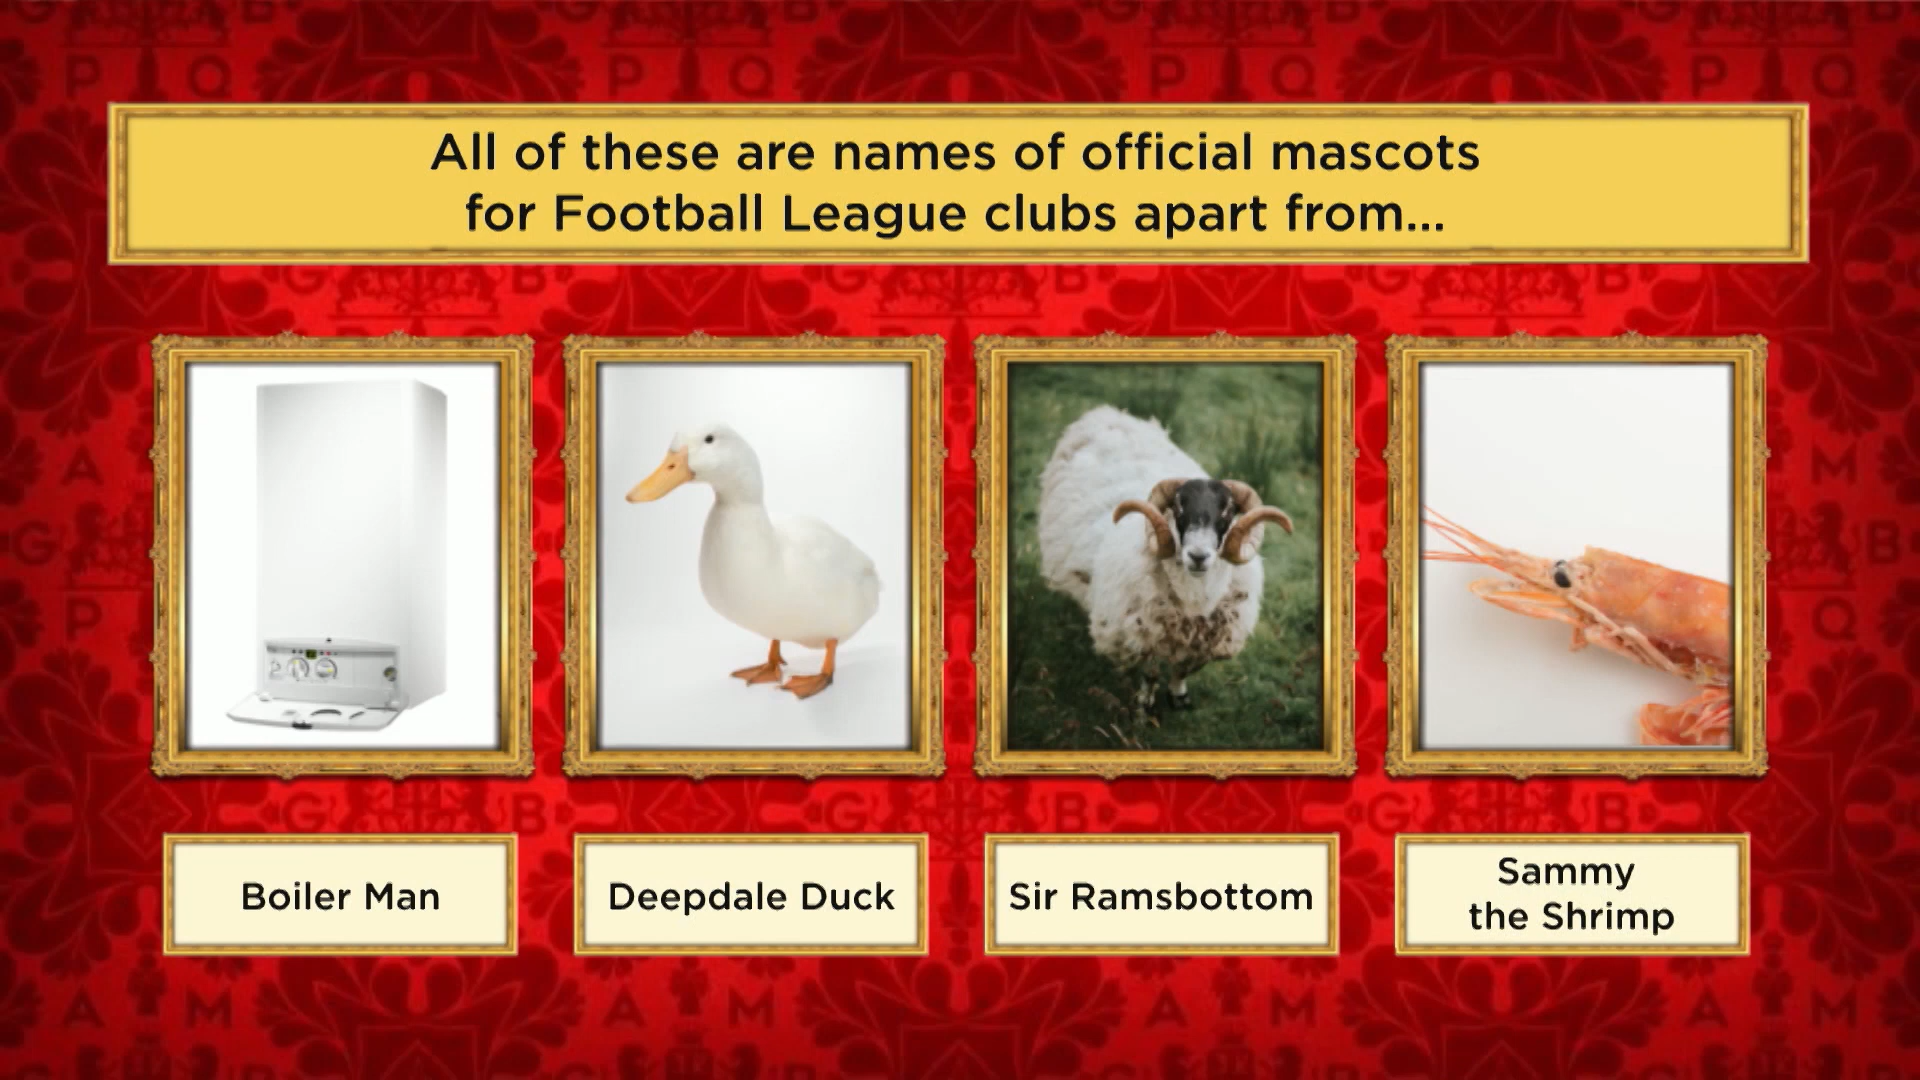 All of these are names of official mascots
for Football League clubs apart from...
Boiler Man
Deepdale Duck
Sir Ramsbottom
Sammy
the Shrimp